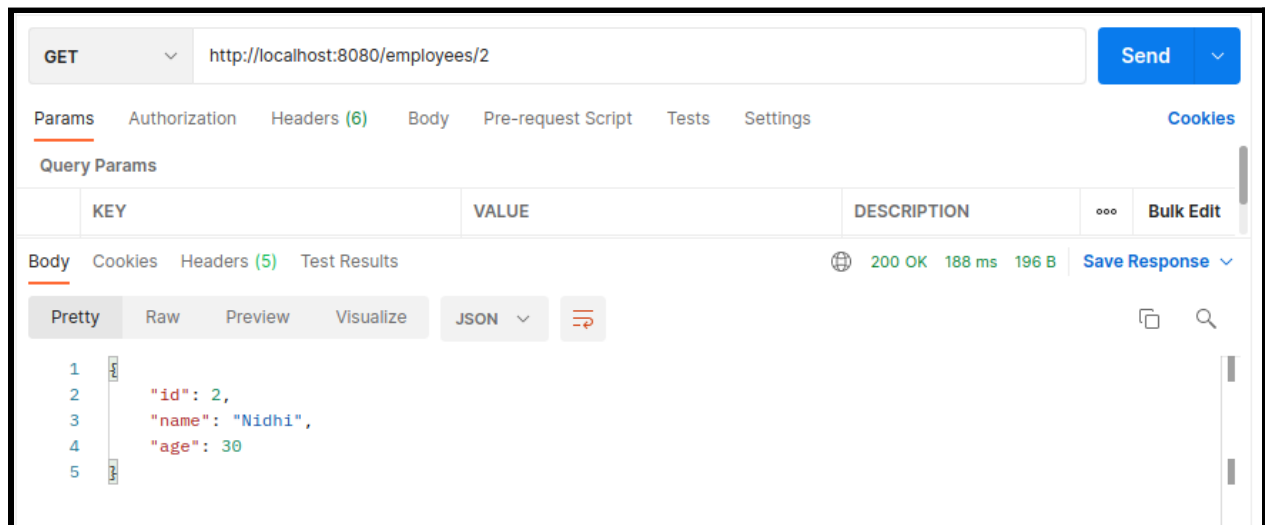 GET http://localhost:8080/employees/2 Send
Params Authorization Headers (6) Body Pre-request Script Tests Settings Cookies
Query Params
KEY VALUE DESCRIPTION ooo Bulk Edit
Body Cookies Headers (5) Test Results 200 OK 188 ms 196 B Save Response
Pretty Raw Preview Visualize JSON
1 {
2 "id": 2,
3 "name": "Nidhi",
4 "age": 30
5 }